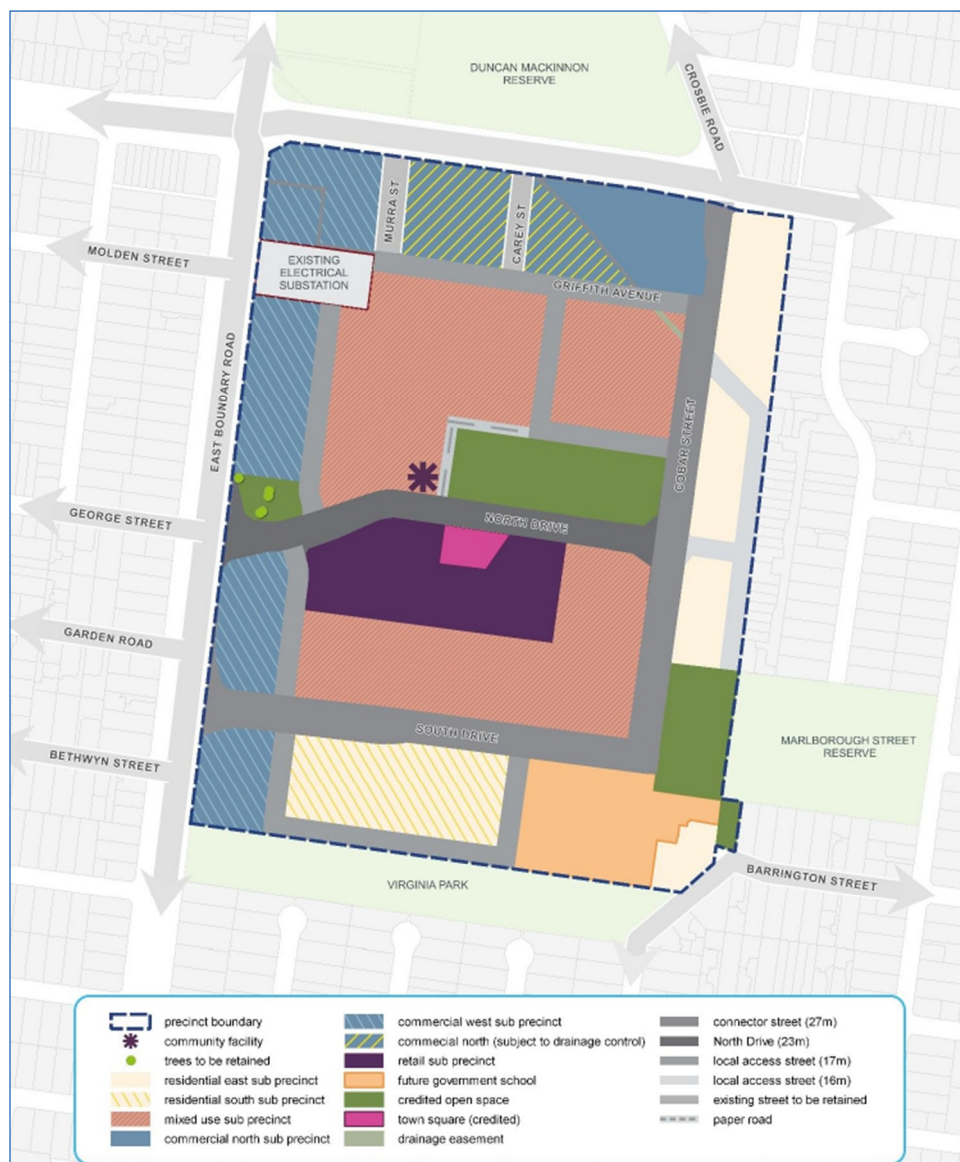 DUNCAN MACKINNON
RESERVE
CROSBIE ROAD
MURRA ST
CAREY ST
MOLDEN STREET
EXISTING
ELECTRICAL
SUBSTATION
GRIFFITH AVENUE
EAST BOUNDARY ROAD
COBAR STREET
GEORGE STREET
NORTH DRIVE
GARDEN ROAD
SOUTH DRIVE
MARLBOROUGH STREET
RESERVE
BETHWYN STREET
VIRGINIA PARK
BARRINGTON STREET
precinct boundary
community facility
trees to be retained
residential east sub precinct
residential south sub precinct
mixed use sub precinct
commercial north sub precinct
commercial west sub precinct
commecial north (subject to drainage control)
retail sub precinct
future government school
credited open space
town square (credited)
drainage easement
connector street (27m)
North Drive (23m)
local access street (17m)
local access street (16m)
existing street to be retained
paper road